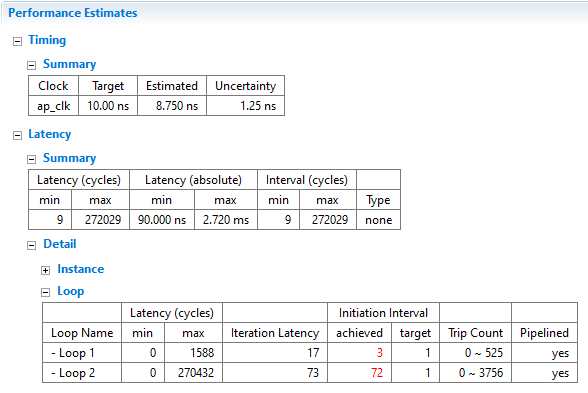 Performance Estimates
Timing
Summary
Clock Target Estimated Uncertainty
ap_clk 10.00 ns 8.750 ns 1.25 ns
Latency
Summary
Latency (cycles) Latency (absolute) Interval (cycles)
min max min max min max Type
9 272029 90.000 ns 2.720 ms 9 272029 none
Detail
Instance
Loop
Latency (cycles) Initiation Interval
Loop Name min max Iteration Latency achieved target Trip Count Pipelined
- Loop 1 0 1588 17 3 1 0 ~ 525 yes
- Loop 2 0 270432 73 72 1 0 ~ 3756 yes